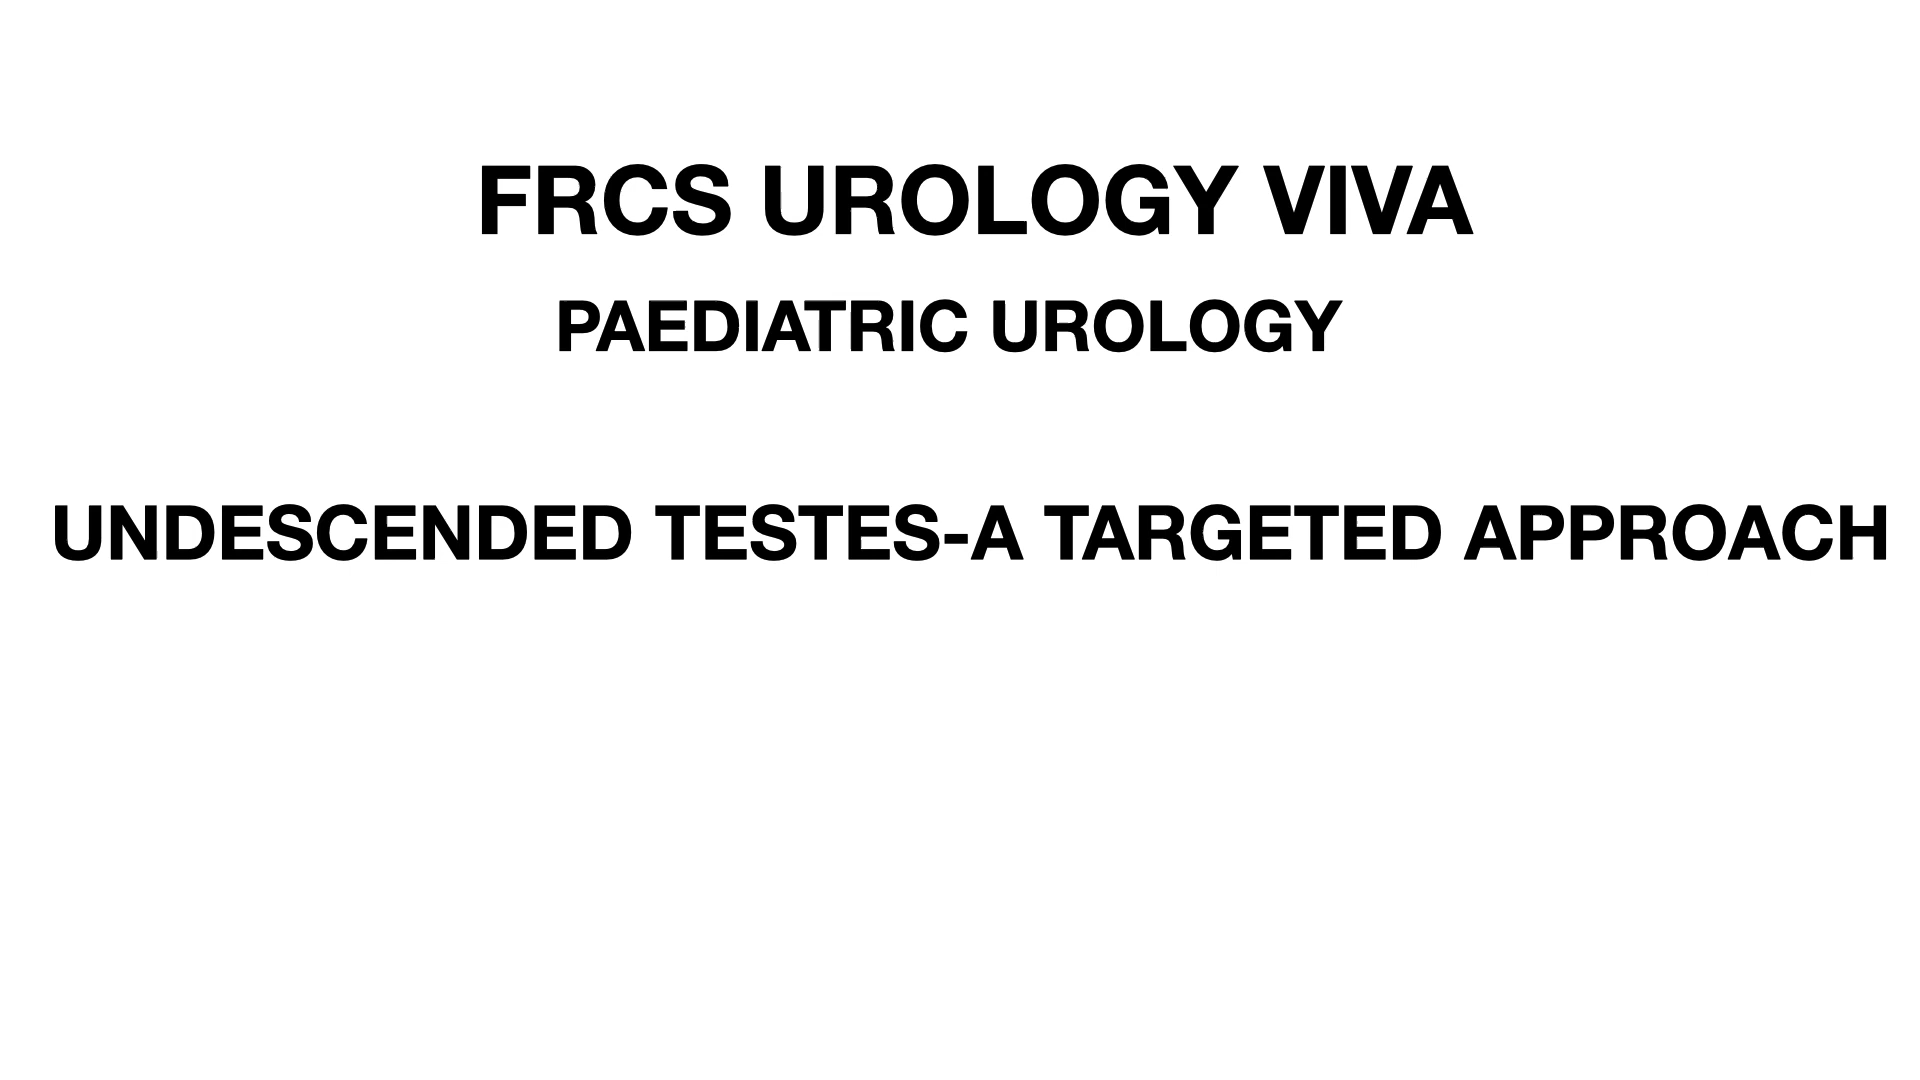 FRCS UROLOGY VIVA
PAEDIATRIC UROLOGY
UNDESCENDED TESTES-A TARGETED APPROACH